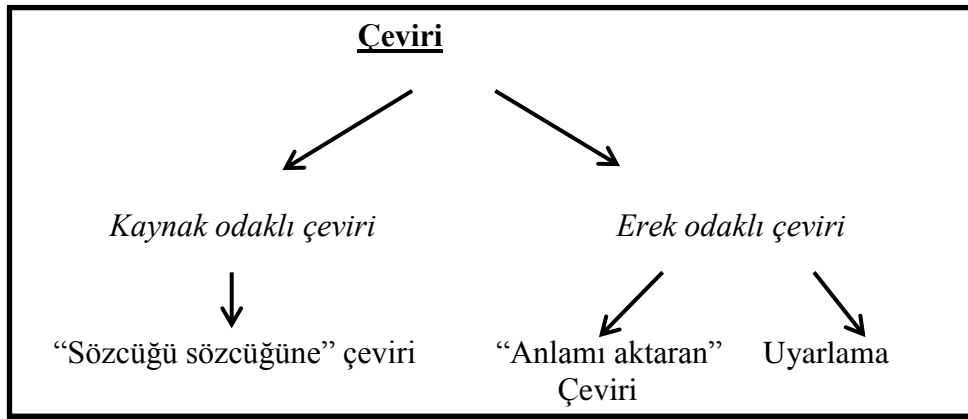 Çeviri
Kaynak odaklı çeviri
Erek odaklı çeviri
“Sözcüğü sözcüğüne” çeviri
“Anlamı aktaran”
Çeviri
Uyarlama